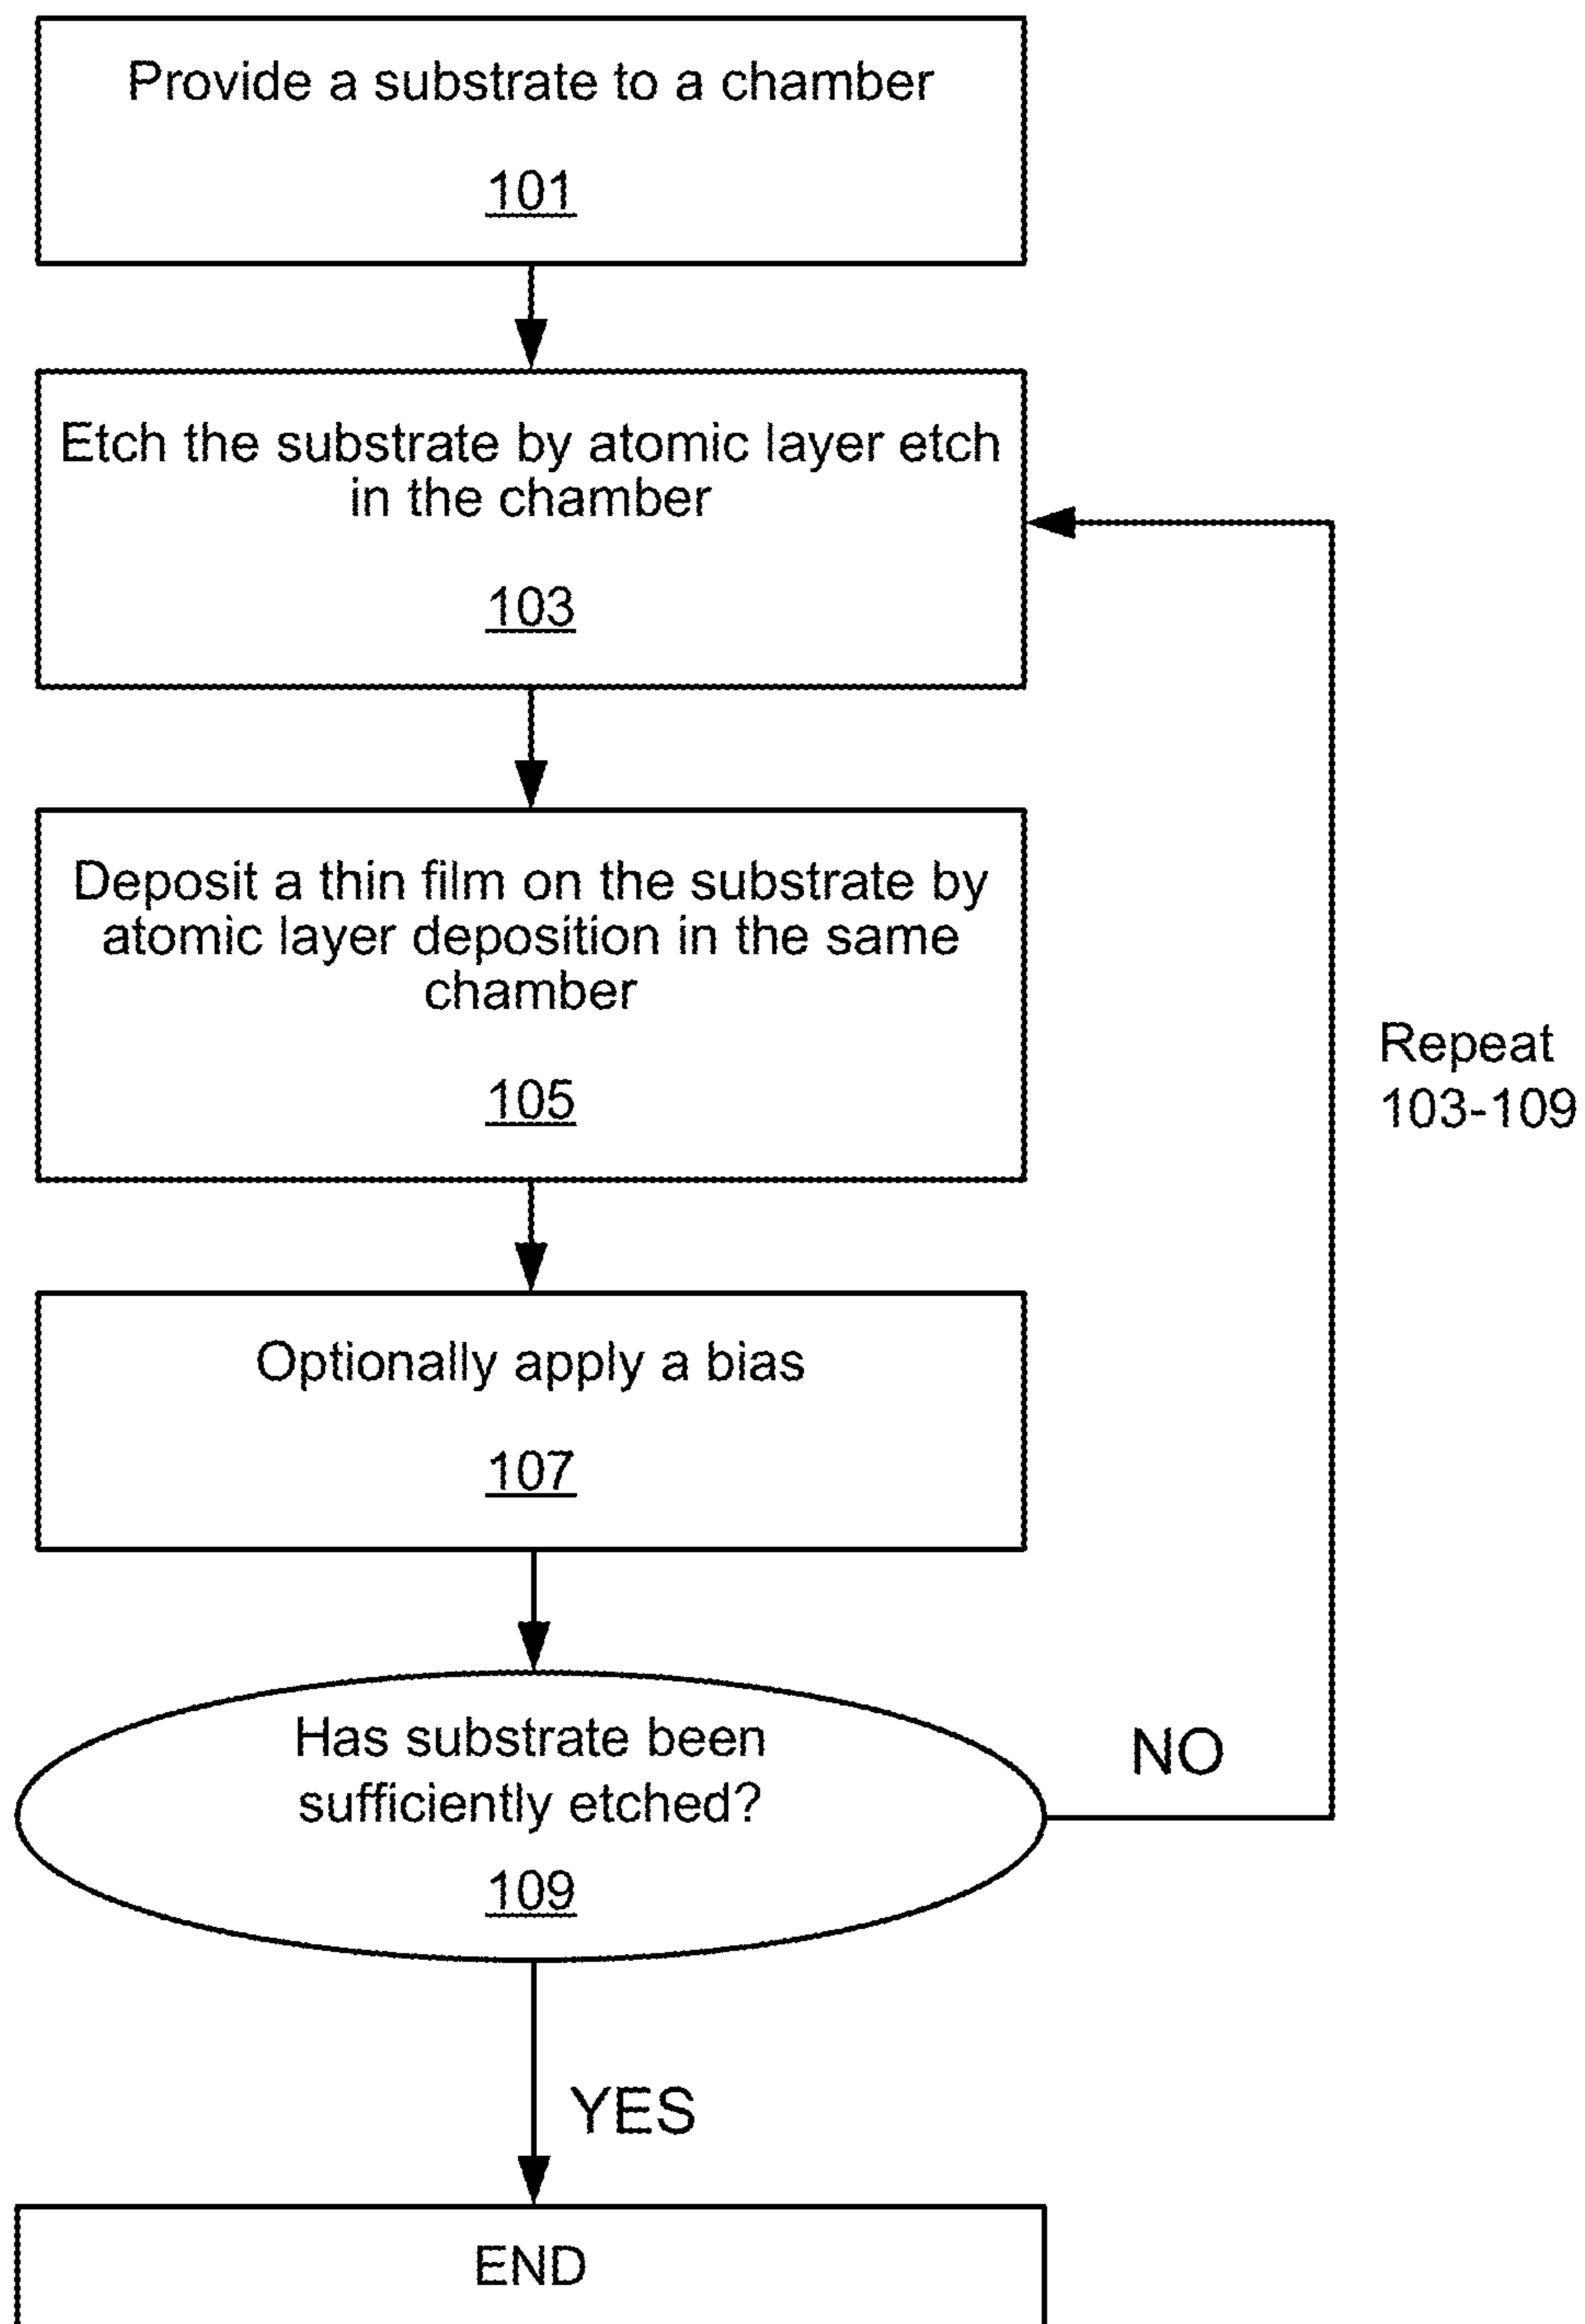 Provide a substrate to a chamber
101
Etch the substrate by atomic layer etch
in the chamber
103
Deposit a thin film on the substrate by
atomic layer deposition in the same
chamber
105
Repeat
103-109
Optionally apply a bias
107
Has substrate been
sufficiently etched?
109
NO
YES
END